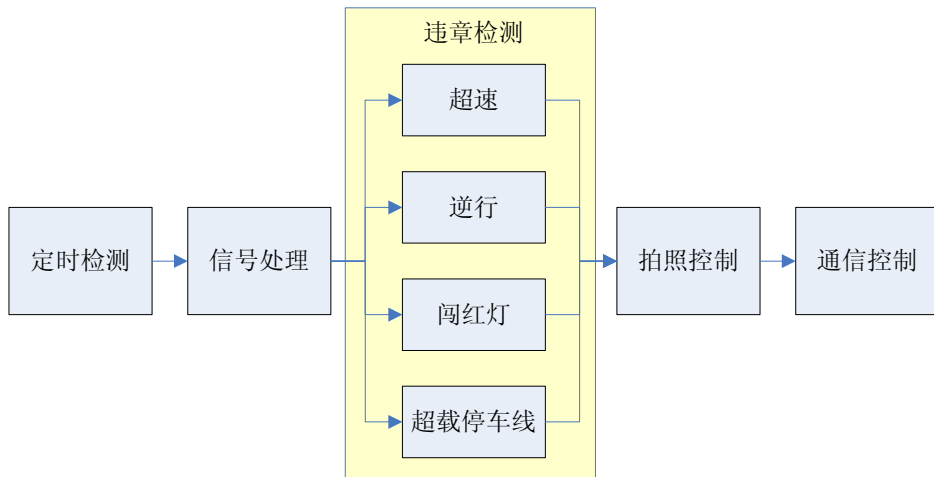 违章检测
超速
逆行
定时检测
信号处理
拍照控制
通信控制
闯红灯
超载停车线